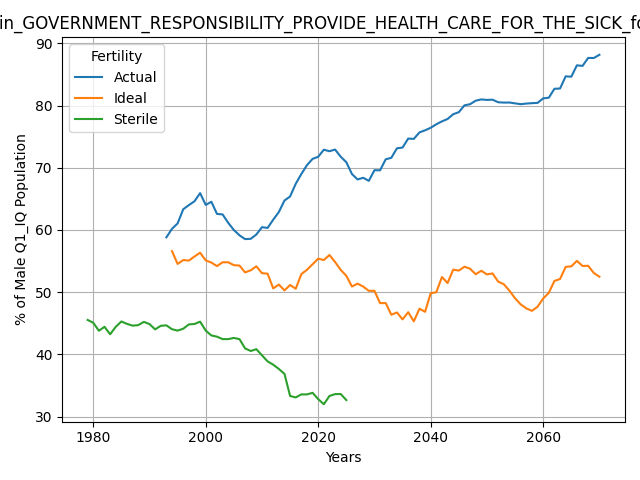 in_GOVERNMENT_RESPONSIBILITY_PROVIDE_HEALTH_CARE_FOR_THE_SICK_fo
Fertility
Actual
Ideal
Sterile
% of Male Q1_IQ Population
90
80
70
60
50
40
30
1980
2000
2020
2040
2060
Years